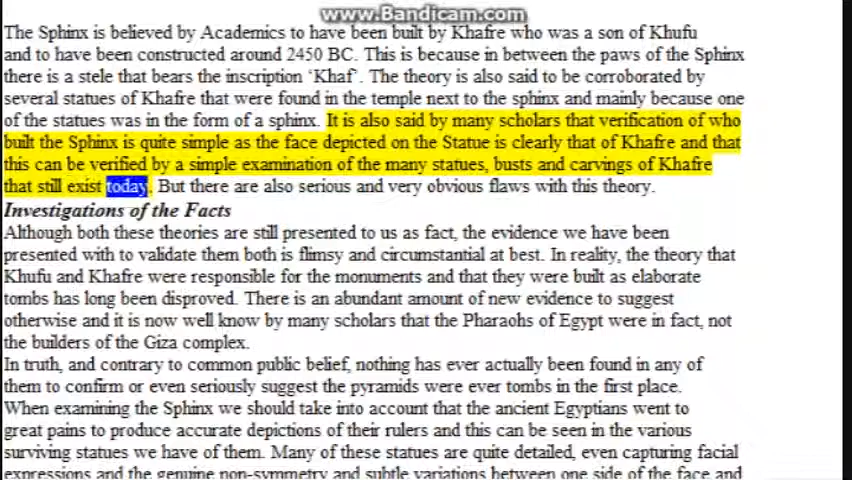 www.Bandicam.com
The Sphinx is believed by Academics to have been built by Khafre who was a son of Khufu
and to have been constructed around 2450 BC. This is because in between the paws of the Sphinx
there is a stele that bears the inscription ‘Khaf’. The theory is also said to be corroborated by
several statues of Khafre that were found in the temple next to the sphinx and mainly because one
of the statues was in the form of a sphinx. It is also said by many scholars that verification of who
built the Sphinx is quite simple as the face depicted on the Statue is clearly that of Khafre and that
this can be verified by a simple examination of the many statues, busts and carvings of Khafre
that still exist today. But there are also serious and very obvious flaws with this theory.
Investigations of the Facts
Although both these theories are still presented to us as fact, the evidence we have been
presented with to validate them both is flimsy and circumstantial at best. In reality, the theory that
Khufu and Khafre were responsible for the monuments and that they were built as elaborate
tombs has long been disproved. There is an abundant amount of new evidence to suggest
otherwise and it is now well know by many scholars that the Pharaohs of Egypt were in fact, not
the builders of the Giza complex.
In truth, and contrary to common public belief, nothing has ever actually been found in any of
them to confirm or even seriously suggest the pyramids were ever tombs in the first place.
When examining the Sphinx we should take into account that the ancient Egyptians went to
great pains to produce accurate depictions of their rulers and this can be seen in the various
surviving statues we have of them. Many of these statues are quite detailed, even capturing facial
expressions and the genuine non-symmetry and subtle variations between one side of the face and